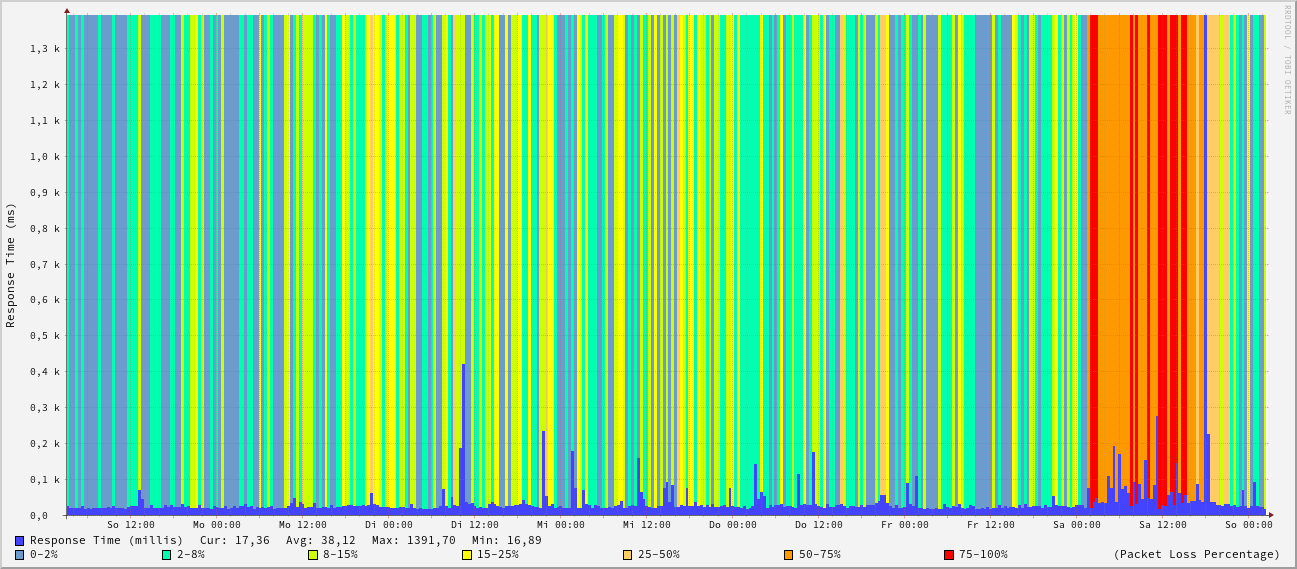 RRDTOOL / TOBI OETIKER
Response Time (ms)
1,3 k
1,2 k
1,1 k
1,0 k
0,9 k
0,8 k
0,7 k
0,6 k
0,5 k
0,4 k
0,3 k
0,2 k
0,1 k
0,0
So 12:00 Mo 00:00 Mo 12:00 Di 00:00 Di 12:00 Mi 00:00 Mi 12:00 Do 00:00 Do 12:00 Fr 00:00 Fr 12:00 Sa 00:00 Sa 12:00 So 00:00
Response Time (millis) Cur: 17,36 Avg: 38,12 Max: 1391,70 Min: 16,89
0-2% 2-8% 8-15% 15-25% 25-50% 50-75% 75-100% (Packet Loss Percentage)